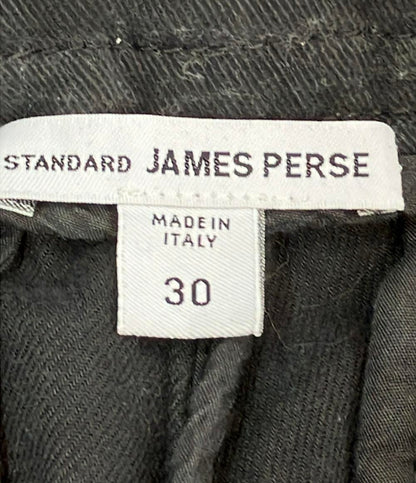 STANDARD JAMES PERSE
MADE IN
ITALY
30